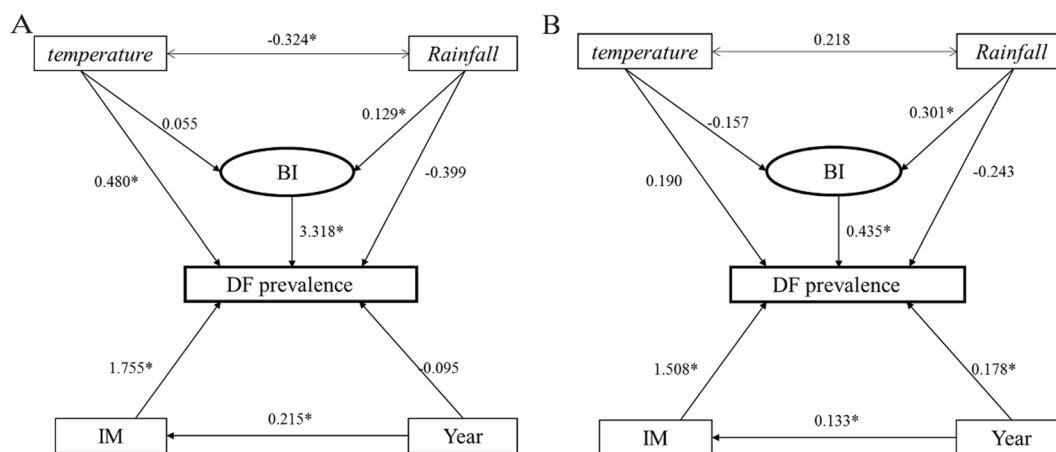 A
temperature
-0.324*
Rainfall
0.055
0.129*
BI
0.480*
-0.399
3.318*
DF prevalence
1.755*
-0.095
IM
0.215*
Year
B
temperature
0.218
Rainfall
-0.157
0.301*
BI
0.190
-0.243
0.435*
DF prevalence
1.508*
0.178*
IM
0.133*
Year